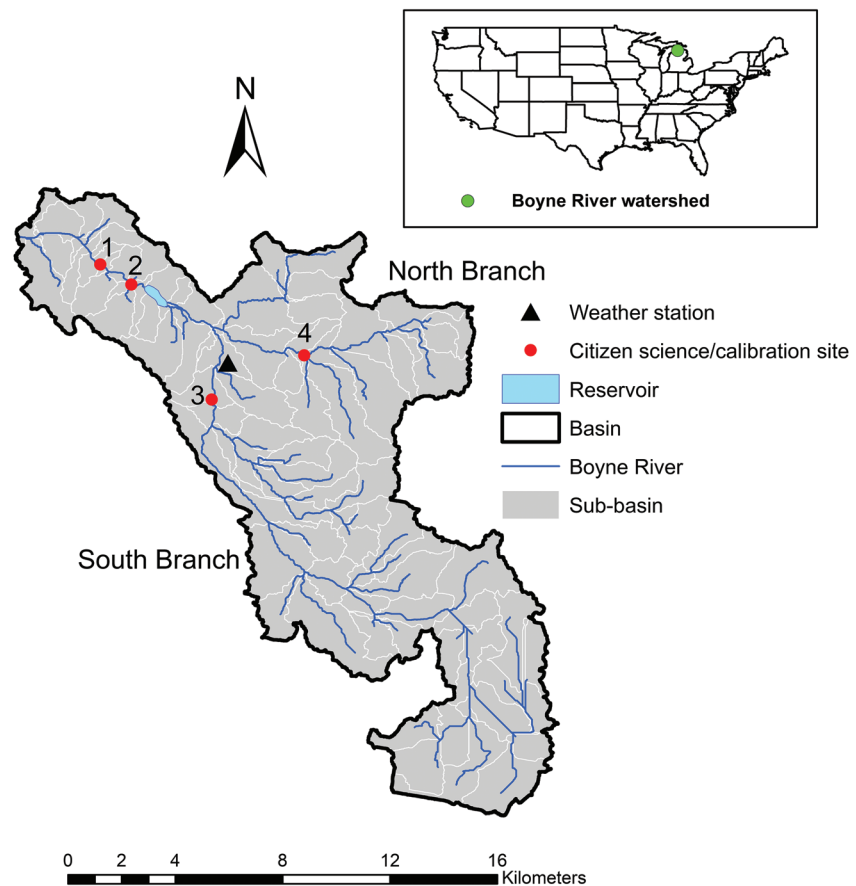 Boyne River watershed
N
1
2
North Branch
4
3
Weather station
Citizen science/calibration site
Reservoir
Basin
Boyne River
Sub-basin
South Branch
0 2 4 8 12 16
Kilometers